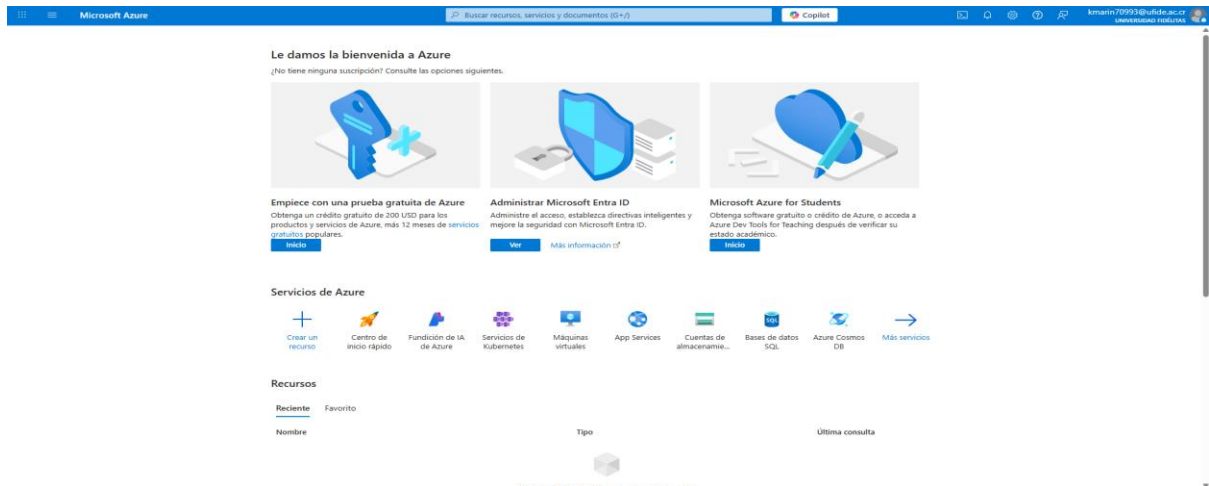 Microsoft Azure
Buscar recursos, servicios y documentos (G+/)
Copilot
kmarin70993@ufide.ac.cr
UNIVERSIDAD FIDÉLITAS
Le damos la bienvenida a Azure
¿No tiene ninguna suscripción? Consulte las opciones siguientes.
Empiece con una prueba gratuita de Azure
Obtenga un crédito gratuito de 200 USD para los
productos y servicios de Azure, más 12 meses de servicios
gratuitos populares.
Inicio
Administrar Microsoft Entra ID
Administre el acceso, establezca directivas inteligentes y
mejore la seguridad con Microsoft Entra ID.
Ver
Más información
Microsoft Azure for Students
Obtenga software gratuito o crédito de Azure, o acceda a
Azure Dev Tools for Teaching después de verificar su
estado académico.
Inicio
Servicios de Azure
Crear un
recurso
Centro de
inicio rápido
Fundición de IA
de Azure
Servicios de
Kubernetes
Máquinas
virtuales
App Services
Cuentas de
almacenamie...
SQL
Bases de datos
SQL
Azure Cosmos
DB
Más servicios
Recursos
Reciente
Favorito
Nombre
Tipo
Última consulta